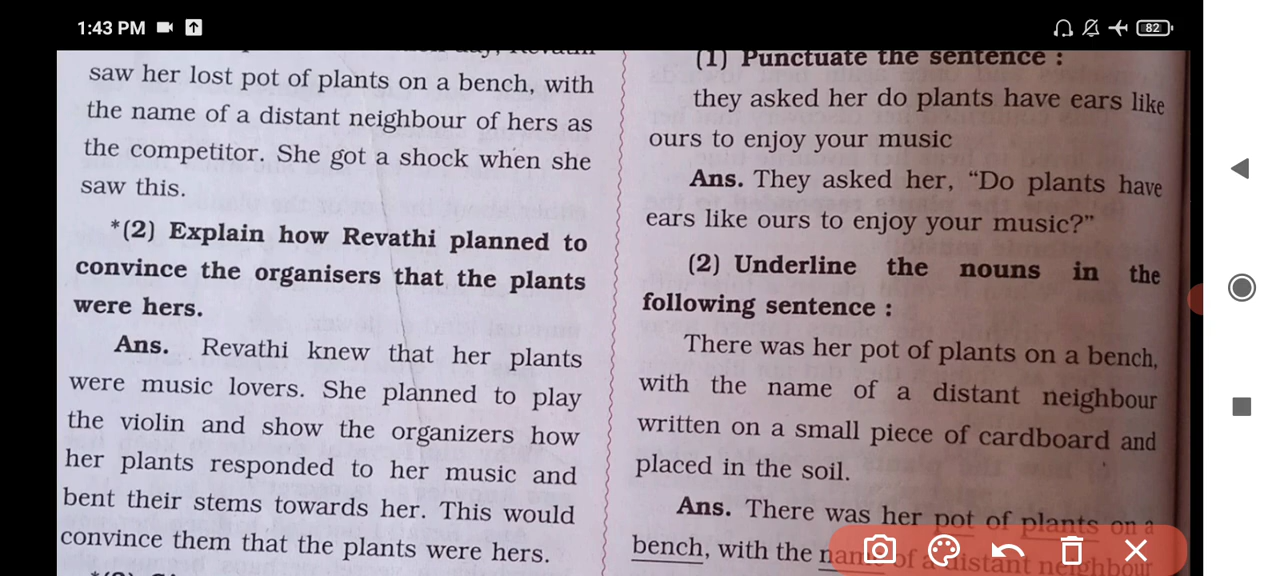 1:43 PM
82
saw her lost pot of plants on a bench, with
the name of a distant neighbour of hers as
the competitor. She got a shock when she
saw this.
*(2) Explain how Revathi planned to
convince the organisers that the plants
were hers.
Ans. Revathi knew that her plants
were music lovers. She planned to play
the violin and show the organizers how
her plants responded to her music and
bent their stems towards her. This would
convince them that the plants were hers.
(1) Punctuate the sentence :
they asked her do plants have ears like
ours to enjoy your music
Ans. They asked her, “Do plants have
ears like ours to enjoy your music?”
(2) Underline the nouns in the
following sentence :
There was her pot of plants on a bench,
with the name of a distant neighbour
written on a small piece of cardboard and
placed in the soil.
Ans. There was her pot of plants on a
bench, with the name of a distant neighbour